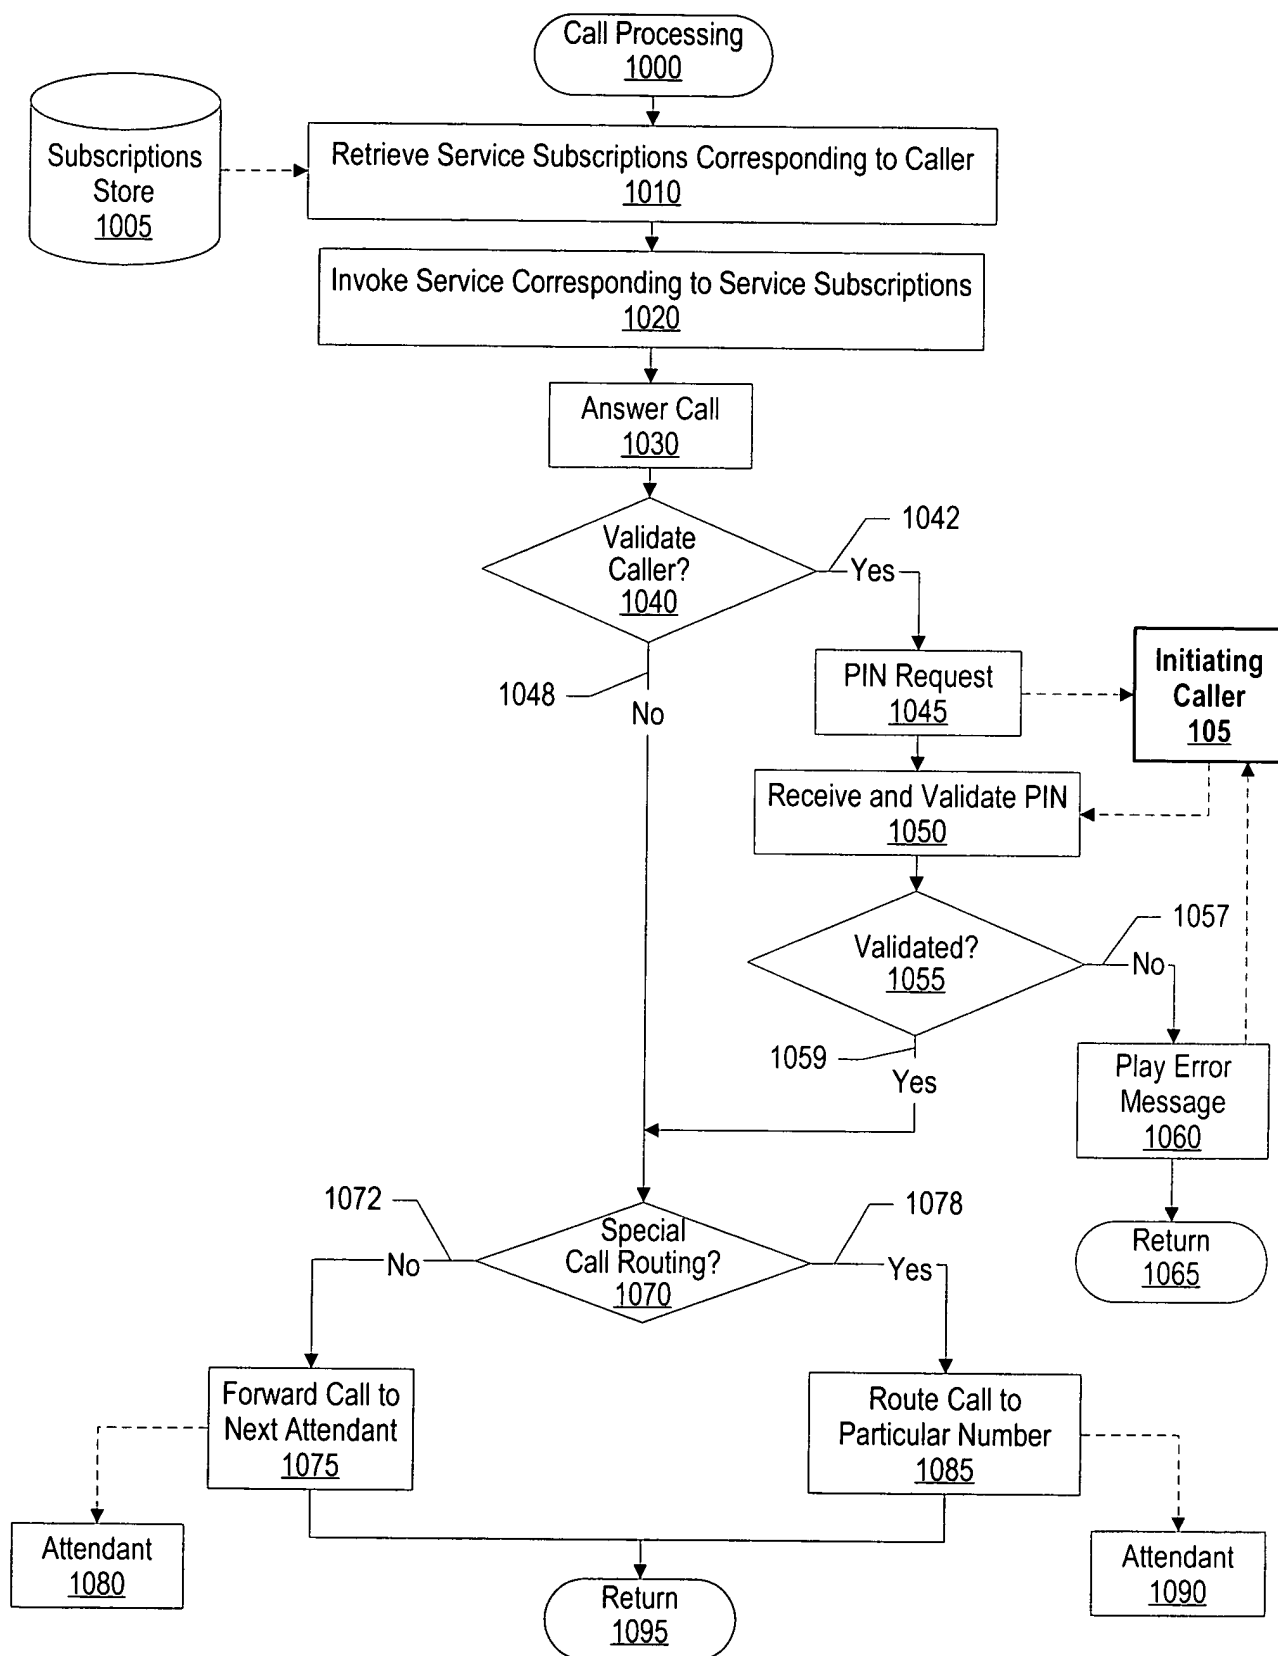 Call Processing
1000
Subscriptions
Store
1005
Retrieve Service Subscriptions Corresponding to Caller
1010
Invoke Service Corresponding to Service Subscriptions
1020
Answer Call
1030
Validate
Caller?
1040
1042
Yes
1048
No
PIN Request
1045
Initiating
Caller
105
Receive and Validate PIN
1050
Validated?
1055
1057
No
1059
Yes
Play Error
Message
1060
Return
1065
Special
Call Routing?
1070
1072
No
1078
Yes
Forward Call to
Next Attendant
1075
Route Call to
Particular Number
1085
Attendant
1080
Attendant
1090
Return
1095